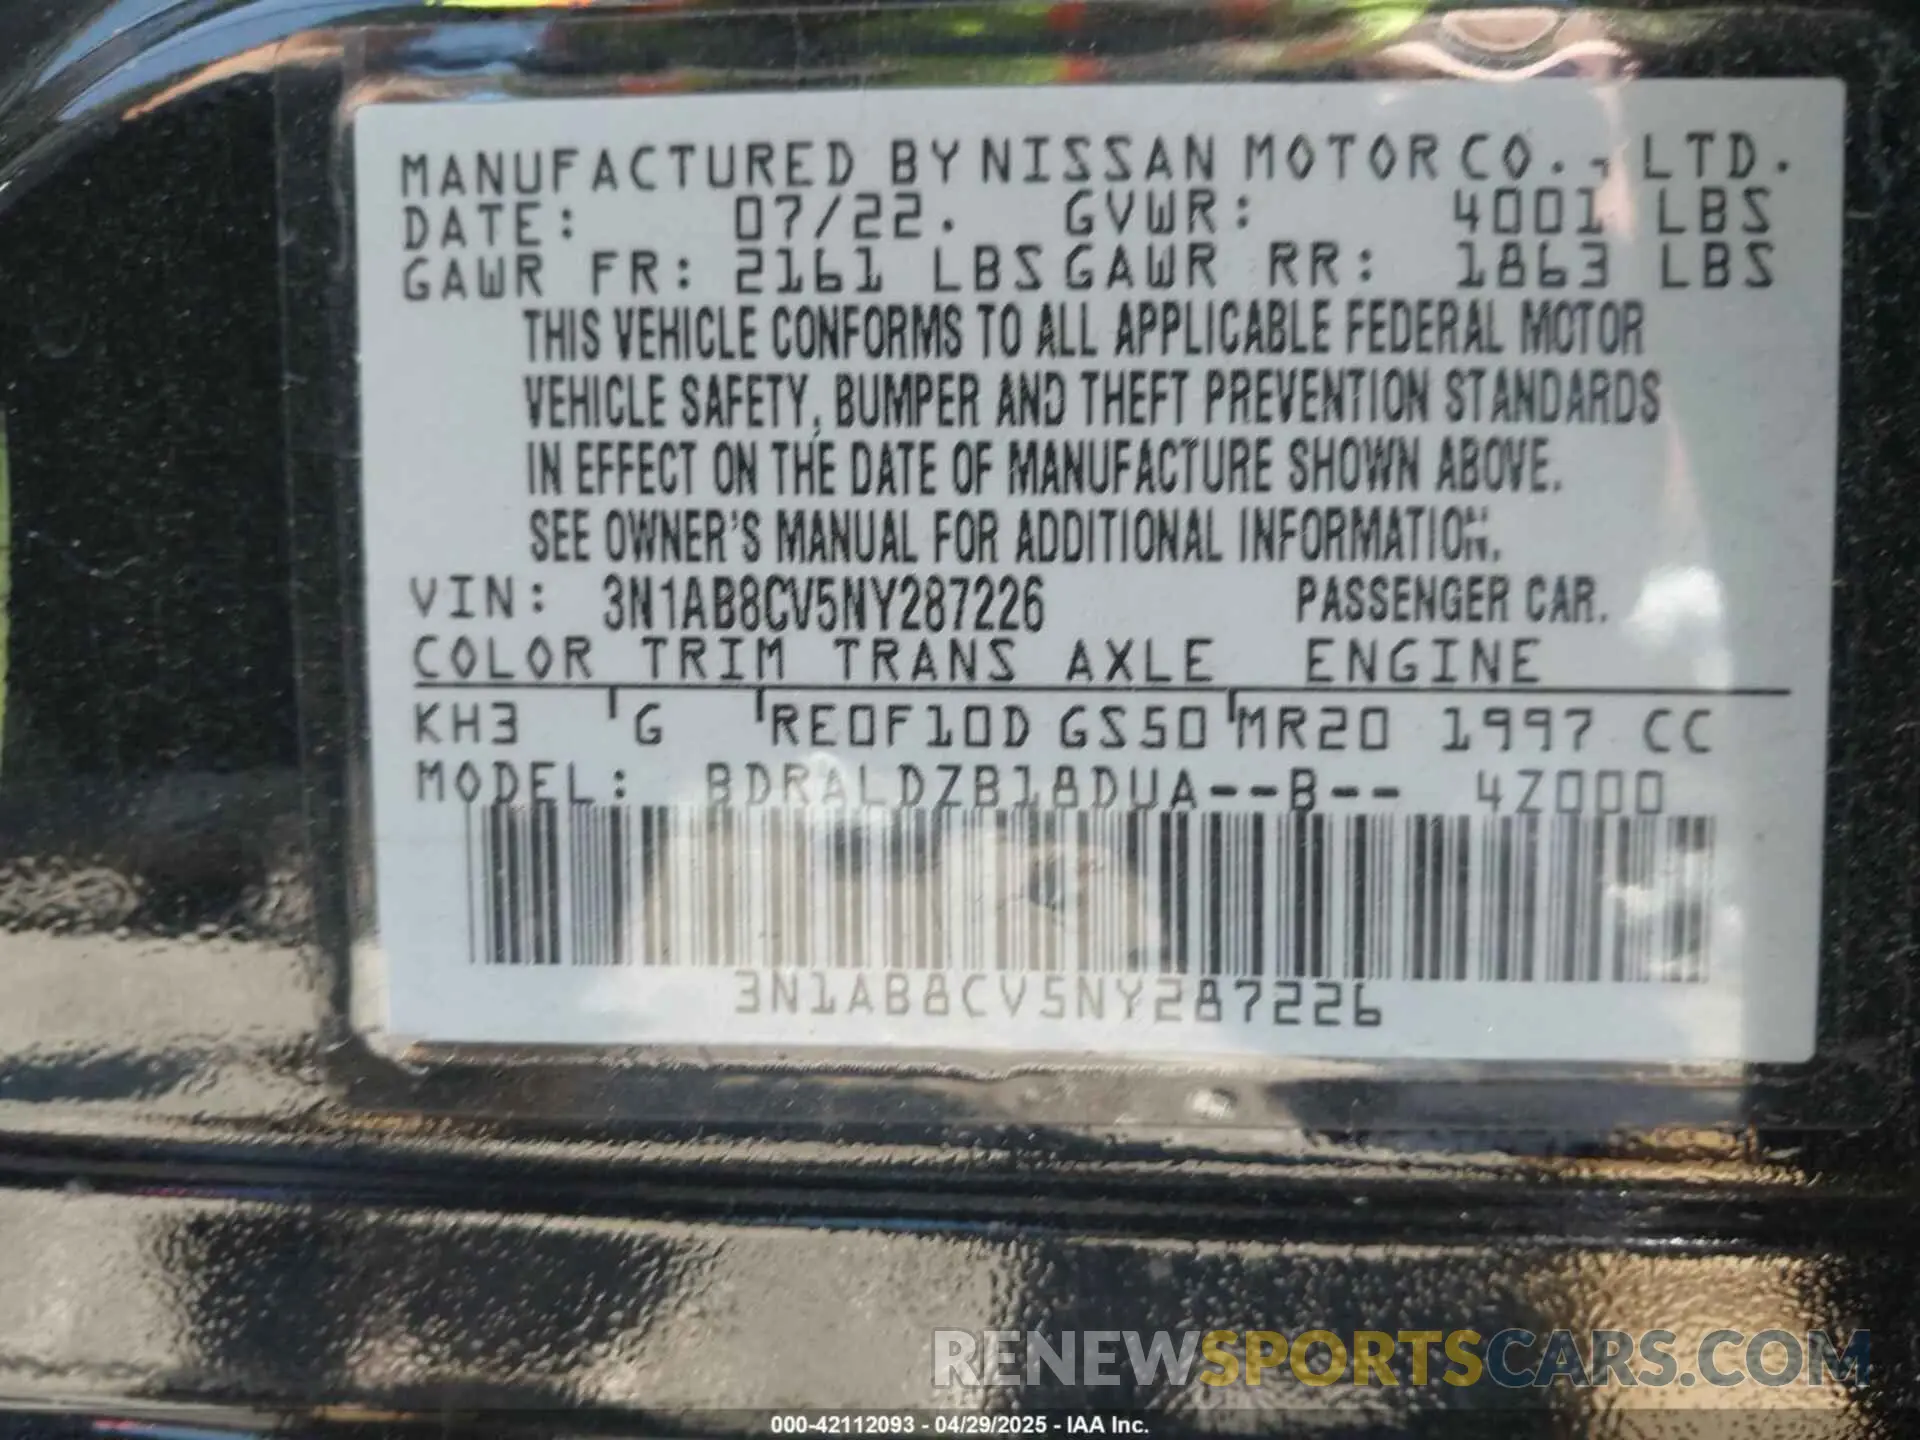 MANUFACTURED BY NISSAN MOTOR CO., LTD.
DATE: 07/22. GVWR: 4001 LBS
GAWR FR: 2161 LBS GAWR RR: 1863 LBS
THIS VEHICLE CONFORMS TO ALL APPLICABLE FEDERAL MOTOR
VEHICLE SAFETY, BUMPER AND THEFT PREVENTION STANDARDS
IN EFFECT ON THE DATE OF MANUFACTURE SHOWN ABOVE.
SEE OWNER'S MANUAL FOR ADDITIONAL INFORMATION.
VIN: 3N1AB8CV5NY287226 PASSENGER CAR.
COLOR TRIM TRANS AXLE ENGINE
KH3 G RE0F10D GS50 MR20 1997 CC
MODEL: BDRALDZB18DUA--B-- 4Z000
3N1AB8CV5NY287226
RENEWSPORTSCARS.COM
000-42112093 - 04/29/2025 - IAA Inc.